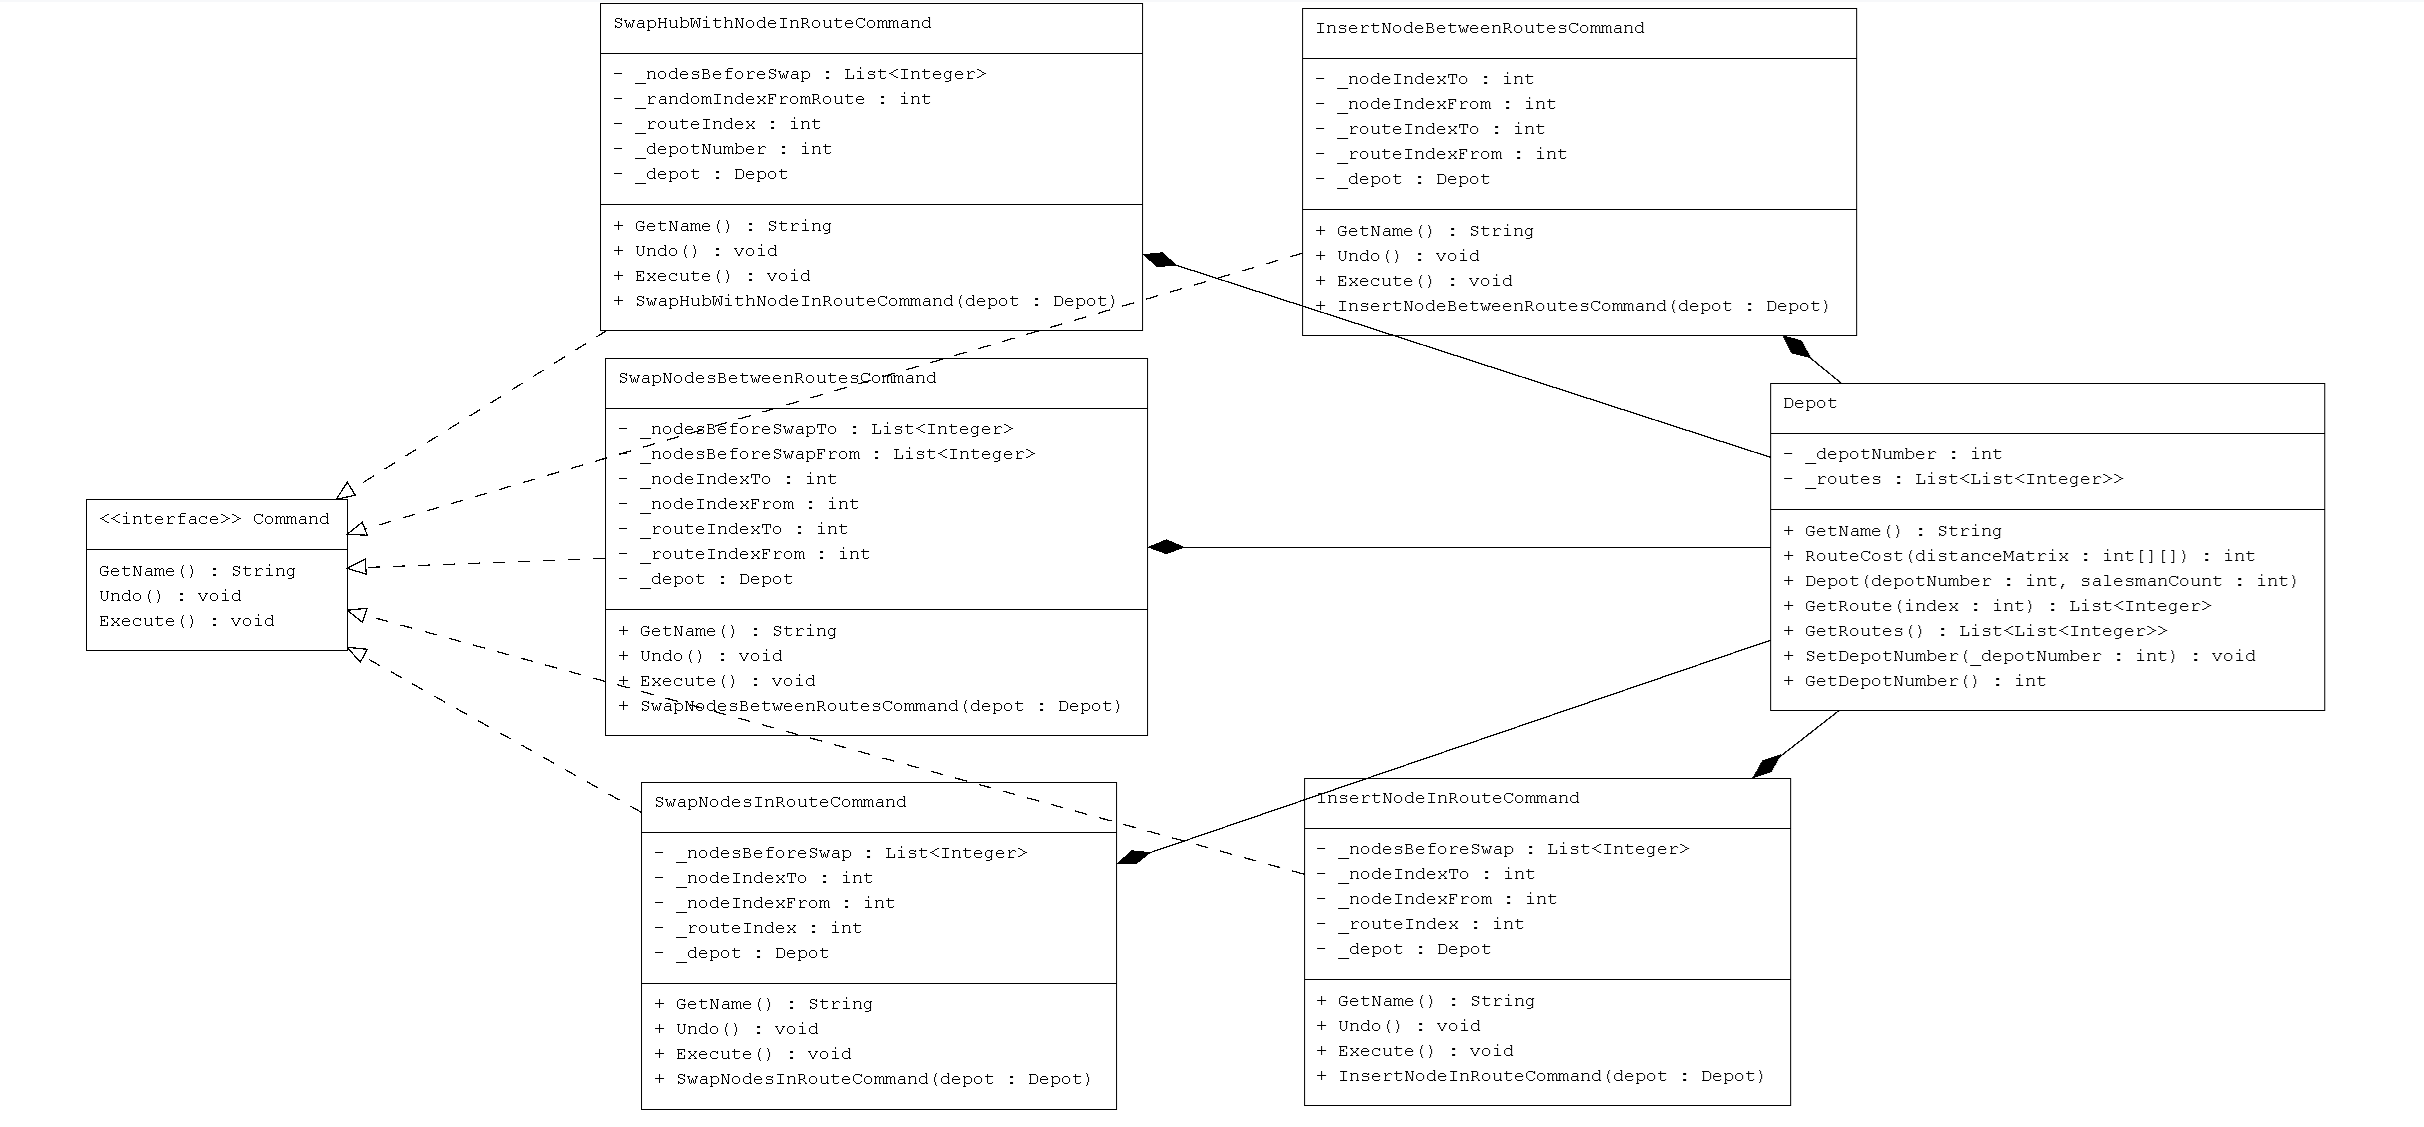 SwapHubWithNodeInRouteCommand
- _nodesBeforeSwap : List<Integer>
- _randomIndexFromRoute : int
- _routeIndex : int
- _depotNumber : int
- _depot : Depot
+ GetName() : String
+ Undo() : void
+ Execute() : void
+ SwapHubWithNodeInRouteCommand(depot : Depot)
InsertNodeBetweenRoutesCommand
- _nodeIndexTo : int
- _nodeIndexFrom : int
- _routeIndexTo : int
- _routeIndexFrom : int
- _depot : Depot
+ GetName() : String
+ Undo() : void
+ Execute() : void
+ InsertNodeBetweenRoutesCommand(depot : Depot)
<<interface>> Command
GetName() : String
Undo() : void
Execute() : void
SwapNodesBetweenRoutesCommand
- _nodesBeforeSwapTo : List<Integer>
- _nodesBeforeSwapFrom : List<Integer>
- _nodeIndexTo : int
- _nodeIndexFrom : int
- _routeIndexTo : int
- _routeIndexFrom : int
- _depot : Depot
+ GetName() : String
+ Undo() : void
+ Execute() : void
+ SwapNodesBetweenRoutesCommand(depot : Depot)
Depot
- _depotNumber : int
- _routes : List<List<Integer>>
+ GetName() : String
+ RouteCost(distanceMatrix : int[][]) : int
+ Depot(depotNumber : int, salesmanCount : int)
+ GetRoute(index : int) : List<Integer>
+ GetRoutes() : List<List<Integer>>
+ SetDepotNumber(_depotNumber : int) : void
+ GetDepotNumber() : int
SwapNodesInRouteCommand
- _nodesBeforeSwap : List<Integer>
- _nodeIndexTo : int
- _nodeIndexFrom : int
- _routeIndex : int
- _depot : Depot
+ GetName() : String
+ Undo() : void
+ Execute() : void
+ SwapNodesInRouteCommand(depot : Depot)
InsertNodeInRouteCommand
- _nodesBeforeSwap : List<Integer>
- _nodeIndexTo : int
- _nodeIndexFrom : int
- _routeIndex : int
- _depot : Depot
+ GetName() : String
+ Undo() : void
+ Execute() : void
+ InsertNodeInRouteCommand(depot : Depot)